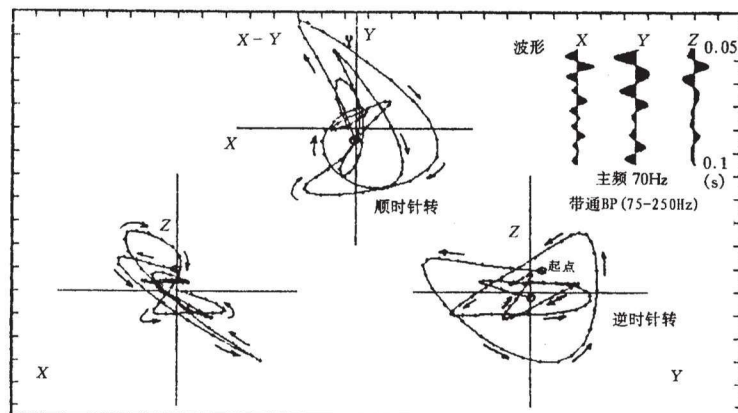 X－Y
Y
波形
X
Y
Z
0.05
X
0.1
(s)
主频 70Hz
带通BP(75-250Hz)
顺时针转
Z
Z
起点
逆时针转
X
Y